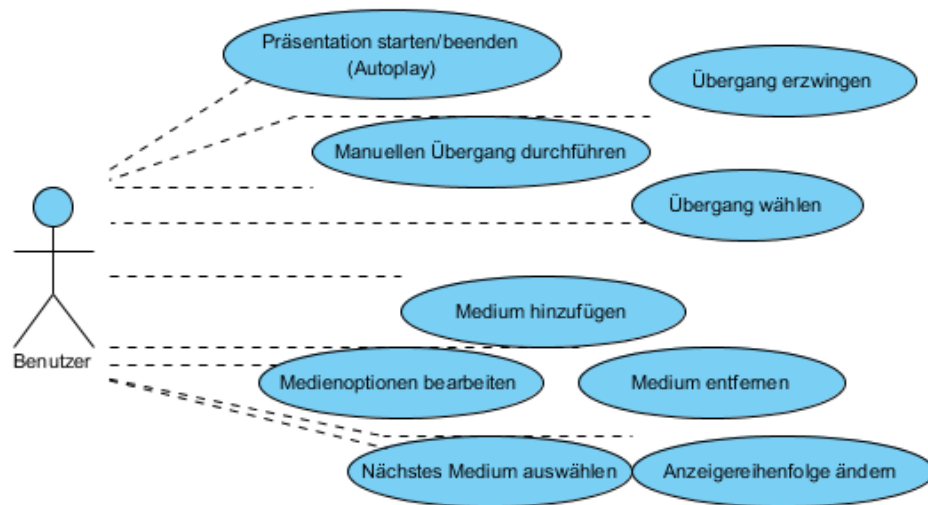 Präsentation starten/beenden
(Autoplay)
Übergang erzwingen
Manuellen Übergang durchführen
Übergang wählen
Medium hinzufügen
Benutzer
Medienoptionen bearbeiten
Medium entfernen
Nächstes Medium auswählen
Anzeigereihenfolge ändern